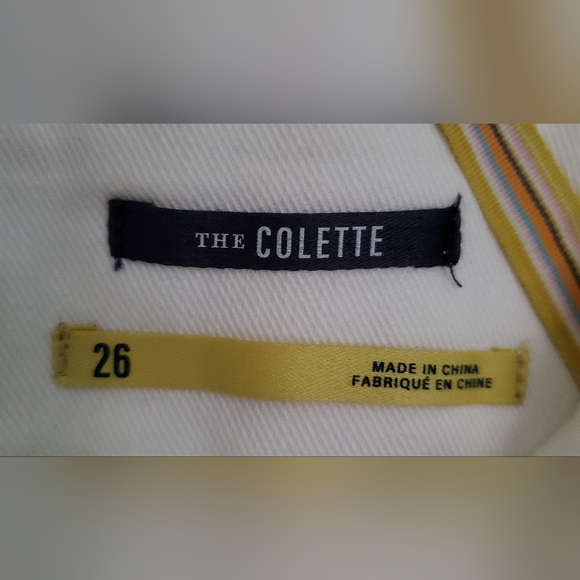 THE COLETTE
26
MADE IN CHINA
FABRIQUÉ EN CHINE